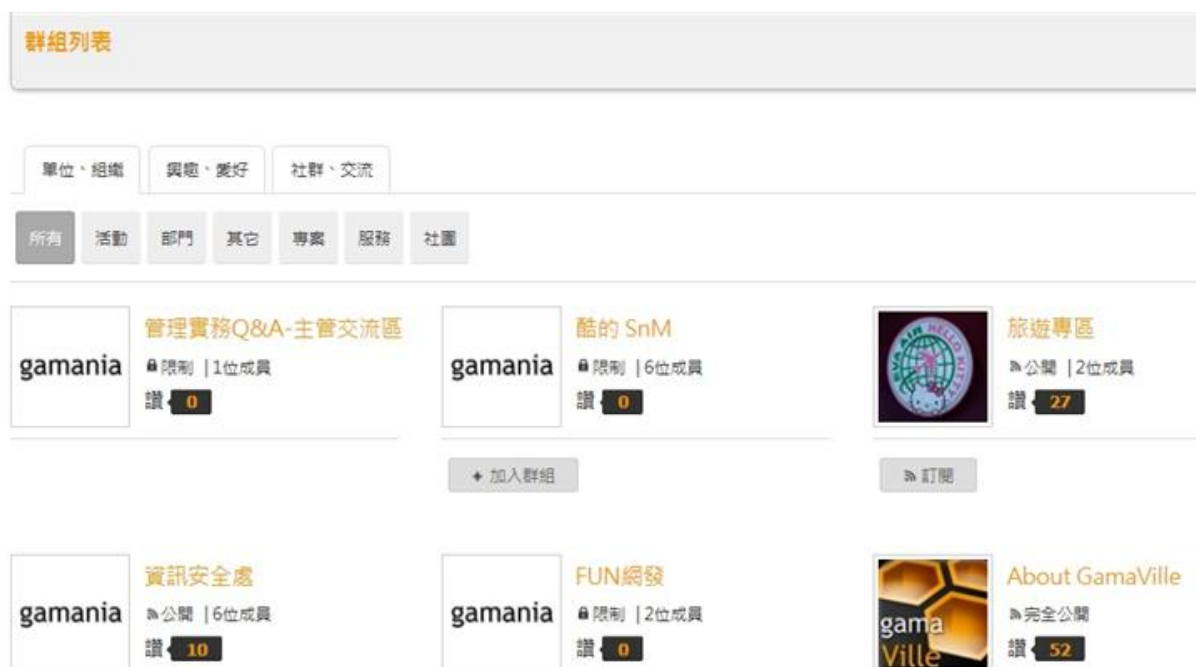 群組列表
單位、組織 興趣、愛好 社群、交流
所有 活動 部門 其它 專案 服務 社團
gamania
管理實務Q&A-主管交流區
限制 |1位成員
讚 0
gamania
酷的 SnM
限制 |6位成員
讚 0
EVA AIR HELLO KITTY
旅遊專區
公開 |2位成員
讚 27
+ 加入群組
訂閱
gamania
資訊安全處
公開 |6位成員
讚 10
gamania
FUN網發
限制 |2位成員
讚 0
gama
Ville
About GamaVille
完全公開
讚 52